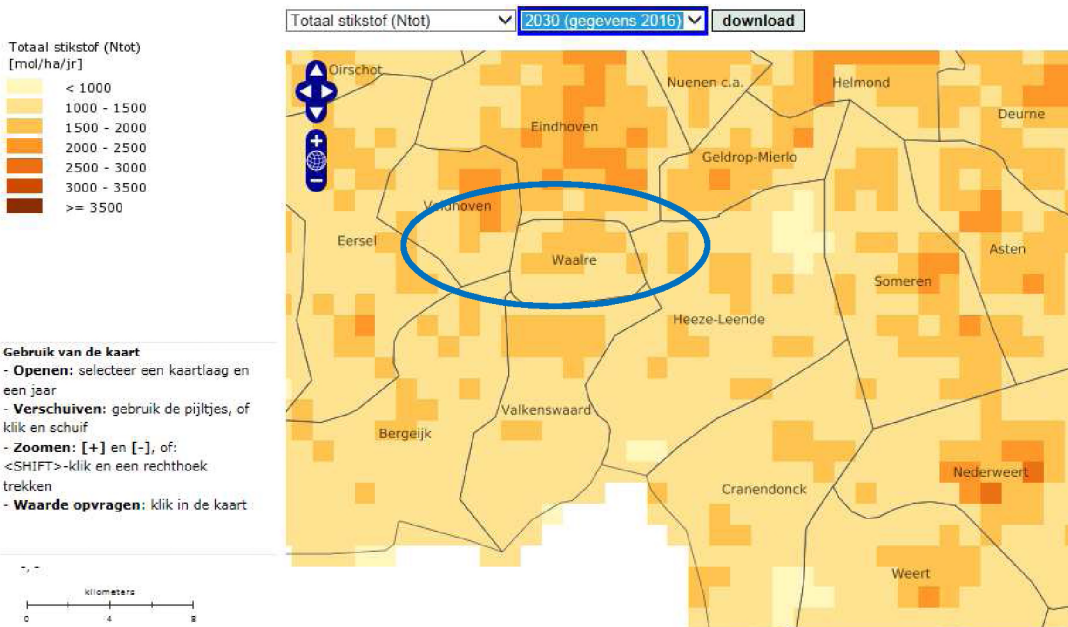 Totaal stikstof (Ntot) 2030 (gegevens 2016) download
Totaal stikstof (Ntot)
[mol/ha/jr]
< 1000
1000 - 1500
1500 - 2000
2000 - 2500
2500 - 3000
3000 - 3500
>= 3500
Oirschot
Nuenen c.a.
Helmond
Deurne
Eindhoven
Geldrop-Mierlo
Veldhoven
Eersel
Waalre
Asten
Someren
Heeze-Leende
Valkenswaard
Bergeijk
Nederweert
Cranendonck
Weert
Gebruik van de kaart
- Openen: selecteer een kaartlaag en
een jaar
- Verschuiven: gebruik de pijltjes, of
klik en schuif
- Zoomen: [+] en [-], of:
<SHIFT>-klik en een rechthoek
trekken
- Waarde opvragen: klik in de kaart
-, -
kilometers
0 4 8